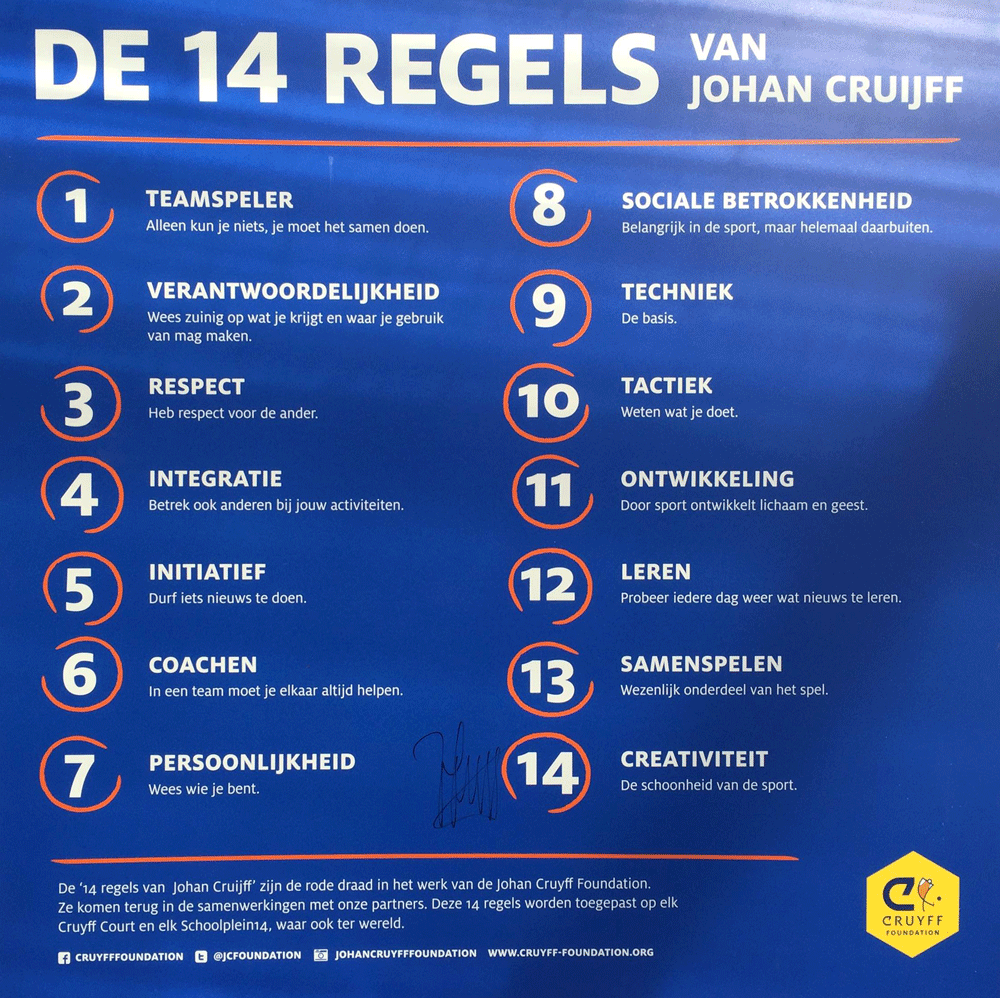 DE 14 REGELS VAN
JOHAN CRUIJFF
1 TEAMSPELER
Alleen kun je niets, je moet het samen doen.
2 VERANTWOORDELIJKHEID
Wees zuinig op wat je krijgt en waar je gebruik
van mag maken.
3 RESPECT
Heb respect voor de ander.
4 INTEGRATIE
Betrek ook anderen bij jouw activiteiten.
5 INITIATIEF
Durf iets nieuws te doen.
6 COACHEN
In een team moet je elkaar altijd helpen.
7 PERSOONLIJKHEID
Wees wie je bent.
8 SOCIALE BETROKKENHEID
Belangrijk in de sport, maar helemaal daarbuiten.
9 TECHNIEK
De basis.
10 TACTIEK
Weten wat je doet.
11 ONTWIKKELING
Door sport ontwikkelt lichaam en geest.
12 LEREN
Probeer iedere dag weer wat nieuws te leren.
13 SAMENSPELEN
Wezenlijk onderdeel van het spel.
14 CREATIVITEIT
De schoonheid van de sport.
De ‘14 regels van Johan Cruijff’ zijn de rode draad in het werk van de Johan Cruyff Foundation.
Ze komen terug in de samenwerkingen met onze partners. Deze 14 regels worden toegepast op elk
Cruyff Court en elk Schoolplein14, waar ook ter wereld.
CRUYFFFOUNDATION @JCFOUNDATION JOHANCRUYFFFOUNDATION WWW.CRUYFF-FOUNDATION.ORG
CRUYFF
FOUNDATION